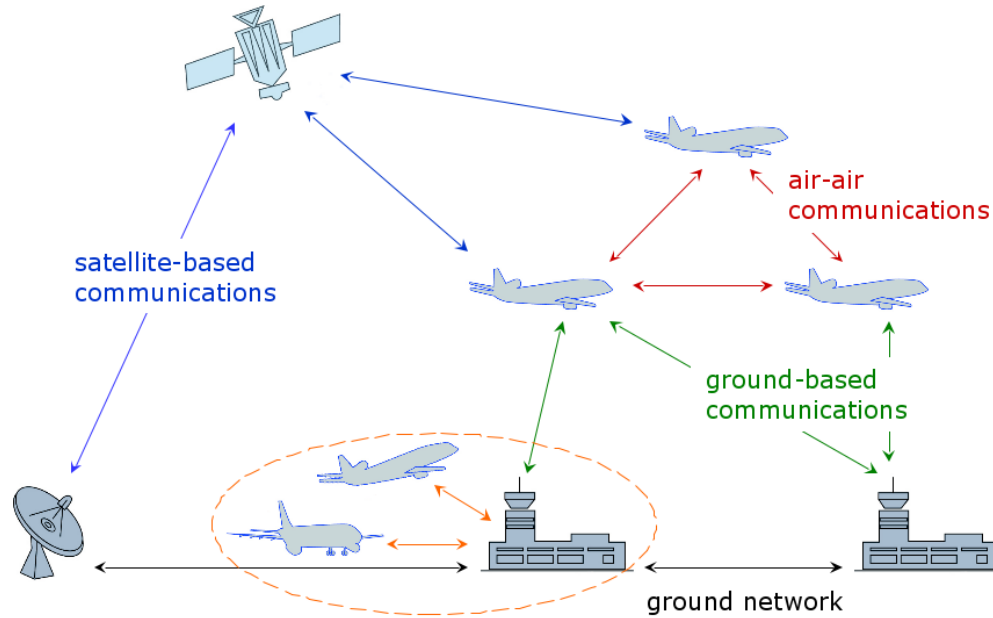 air-air
communications
satellite-based
communications
ground-based
communications
ground network